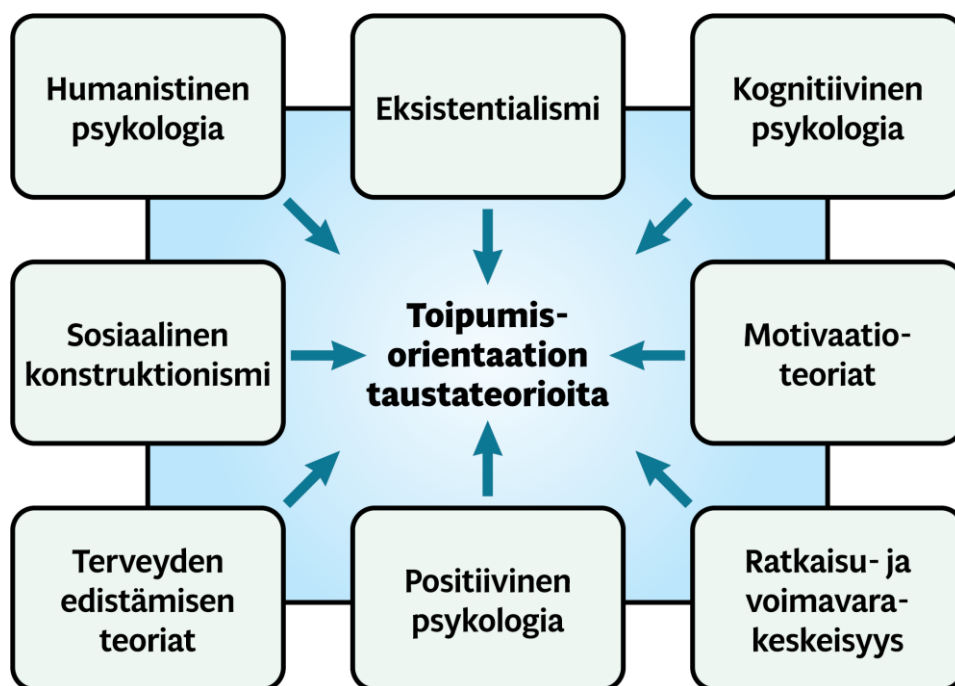 Humanistinen
psykologia
Eksistentialismi
Kognitiivinen
psykologia
Sosiaalinen
konstruktionismi
Toipumis-
orientaation
taustateorioita
Motivaatio-
teoriat
Terveyden
edistämisen
teoriat
Positiivinen
psykologia
Ratkaisu- ja
voimavara-
keskeisyys